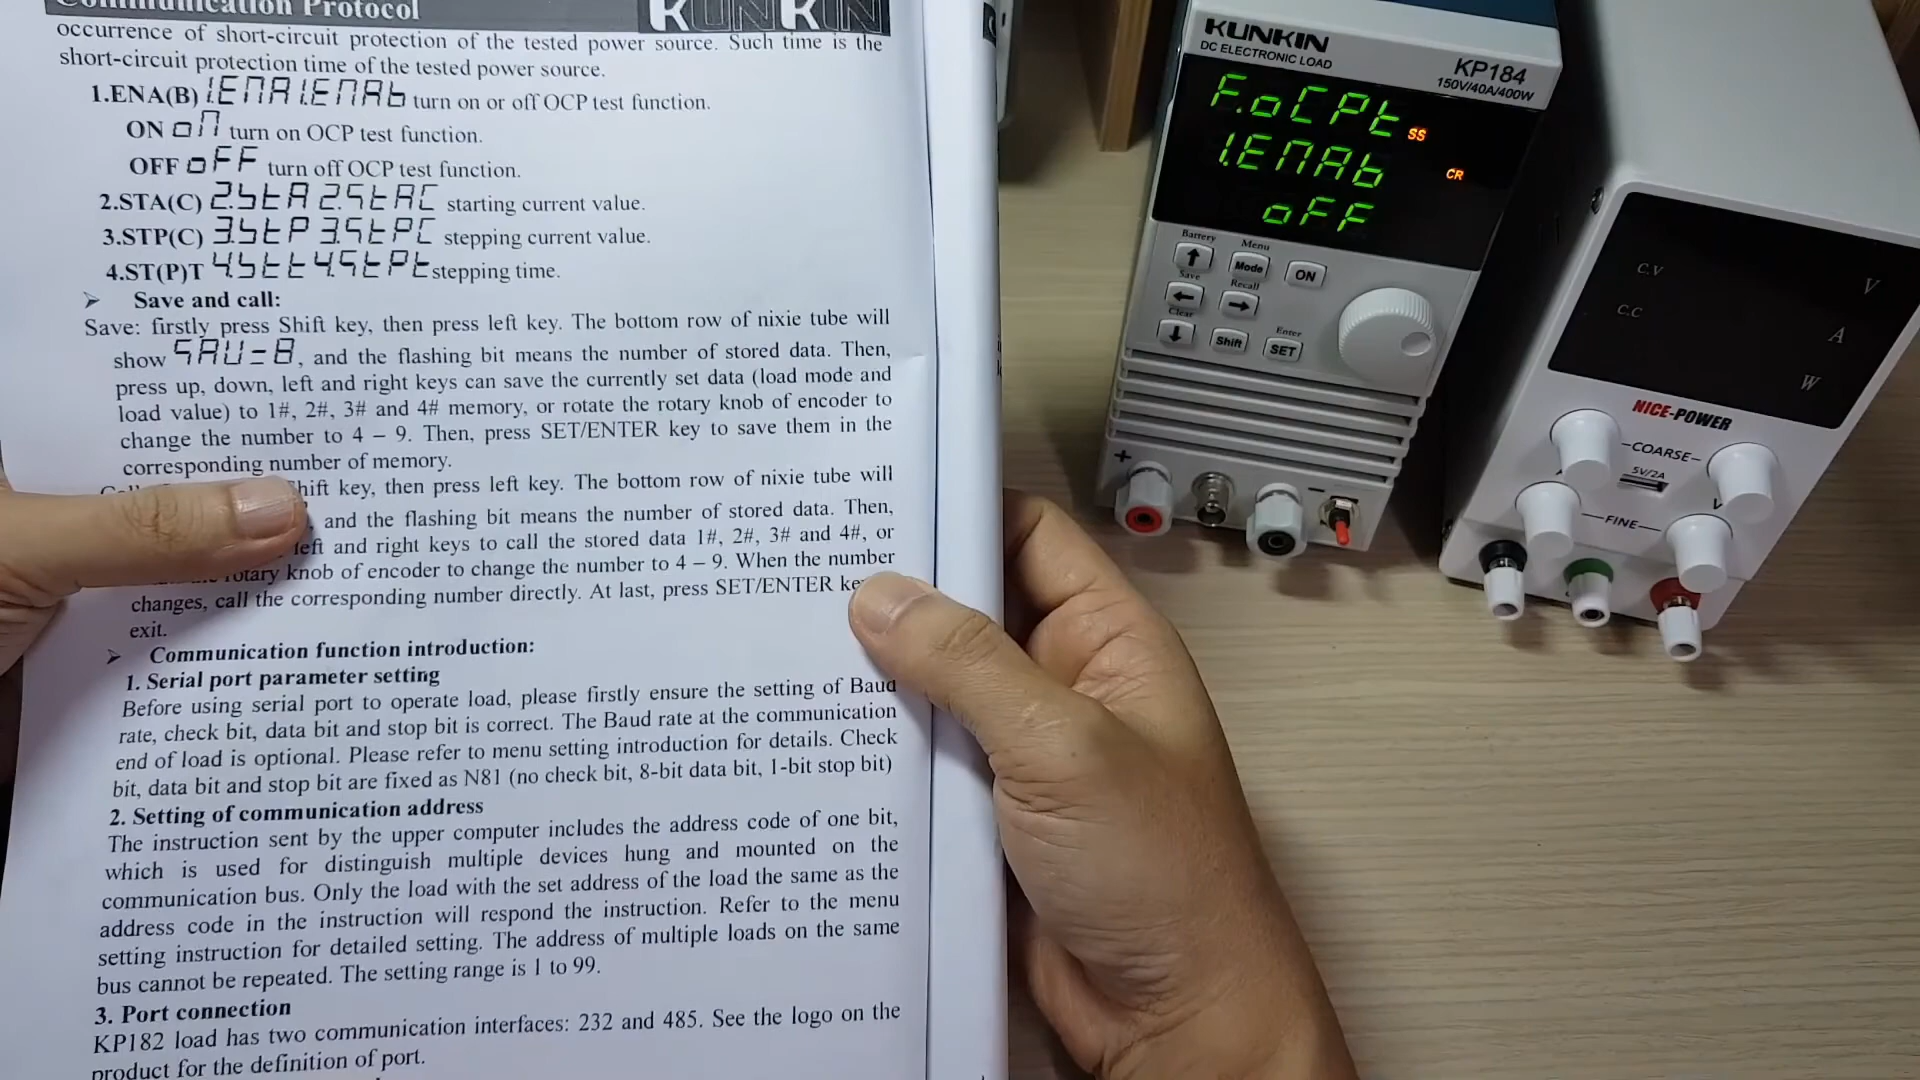 Communication Protocol
KUNKIN
occurrence of short-circuit protection of the tested power source. Such time is the
short-circuit protection time of the tested power source.
1.ENA(B) 1.ENA 1.ENAb turn on or off OCP test function.
ON oN turn on OCP test function.
OFF oFF turn off OCP test function.
2.STA(C) 2.StA 2.StAC starting current value.
3.STP(C) 3.StP 3.StPC stepping current value.
4.ST(P)T 4.Stt 4.StPt stepping time.
➢ Save and call:
Save: firstly press Shift key, then press left key. The bottom row of nixie tube will
show SAU=8, and the flashing bit means the number of stored data. Then,
press up, down, left and right keys can save the currently set data (load mode and
load value) to 1#, 2#, 3# and 4# memory, or rotate the rotary knob of encoder to
change the number to 4 – 9. Then, press SET/ENTER key to save them in the
corresponding number of memory.
hift key, then press left key. The bottom row of nixie tube will
, and the flashing bit means the number of stored data. Then,
left and right keys to call the stored data 1#, 2#, 3# and 4#, or
rotary knob of encoder to change the number to 4 – 9. When the number
changes, call the corresponding number directly. At last, press SET/ENTER ke
exit.
➢ Communication function introduction:
1. Serial port parameter setting
Before using serial port to operate load, please firstly ensure the setting of Baud
rate, check bit, data bit and stop bit is correct. The Baud rate at the communication
end of load is optional. Please refer to menu setting introduction for details. Check
bit, data bit and stop bit are fixed as N81 (no check bit, 8-bit data bit, 1-bit stop bit)
2. Setting of communication address
The instruction sent by the upper computer includes the address code of one bit,
which is used for distinguish multiple devices hung and mounted on the
communication bus. Only the load with the set address of the load the same as the
address code in the instruction will respond the instruction. Refer to the menu
setting instruction for detailed setting. The address of multiple loads on the same
bus cannot be repeated. The setting range is 1 to 99.
3. Port connection
KP182 load has two communication interfaces: 232 and 485. See the logo on the
product for the definition of port.
KUNKIN
DC ELECTRONIC LOAD
KP184
150V/40A/400W
F.oCPt
SS
1.ENAb
CR
oFF
Battery
Menu
↑ Mode ON
Save
Recall
← →
Clear
Enter
↓ Shift SET
+ −
C.V V
C.C A
W
NICE-POWER
COARSE
5V/2A
A V
FINE